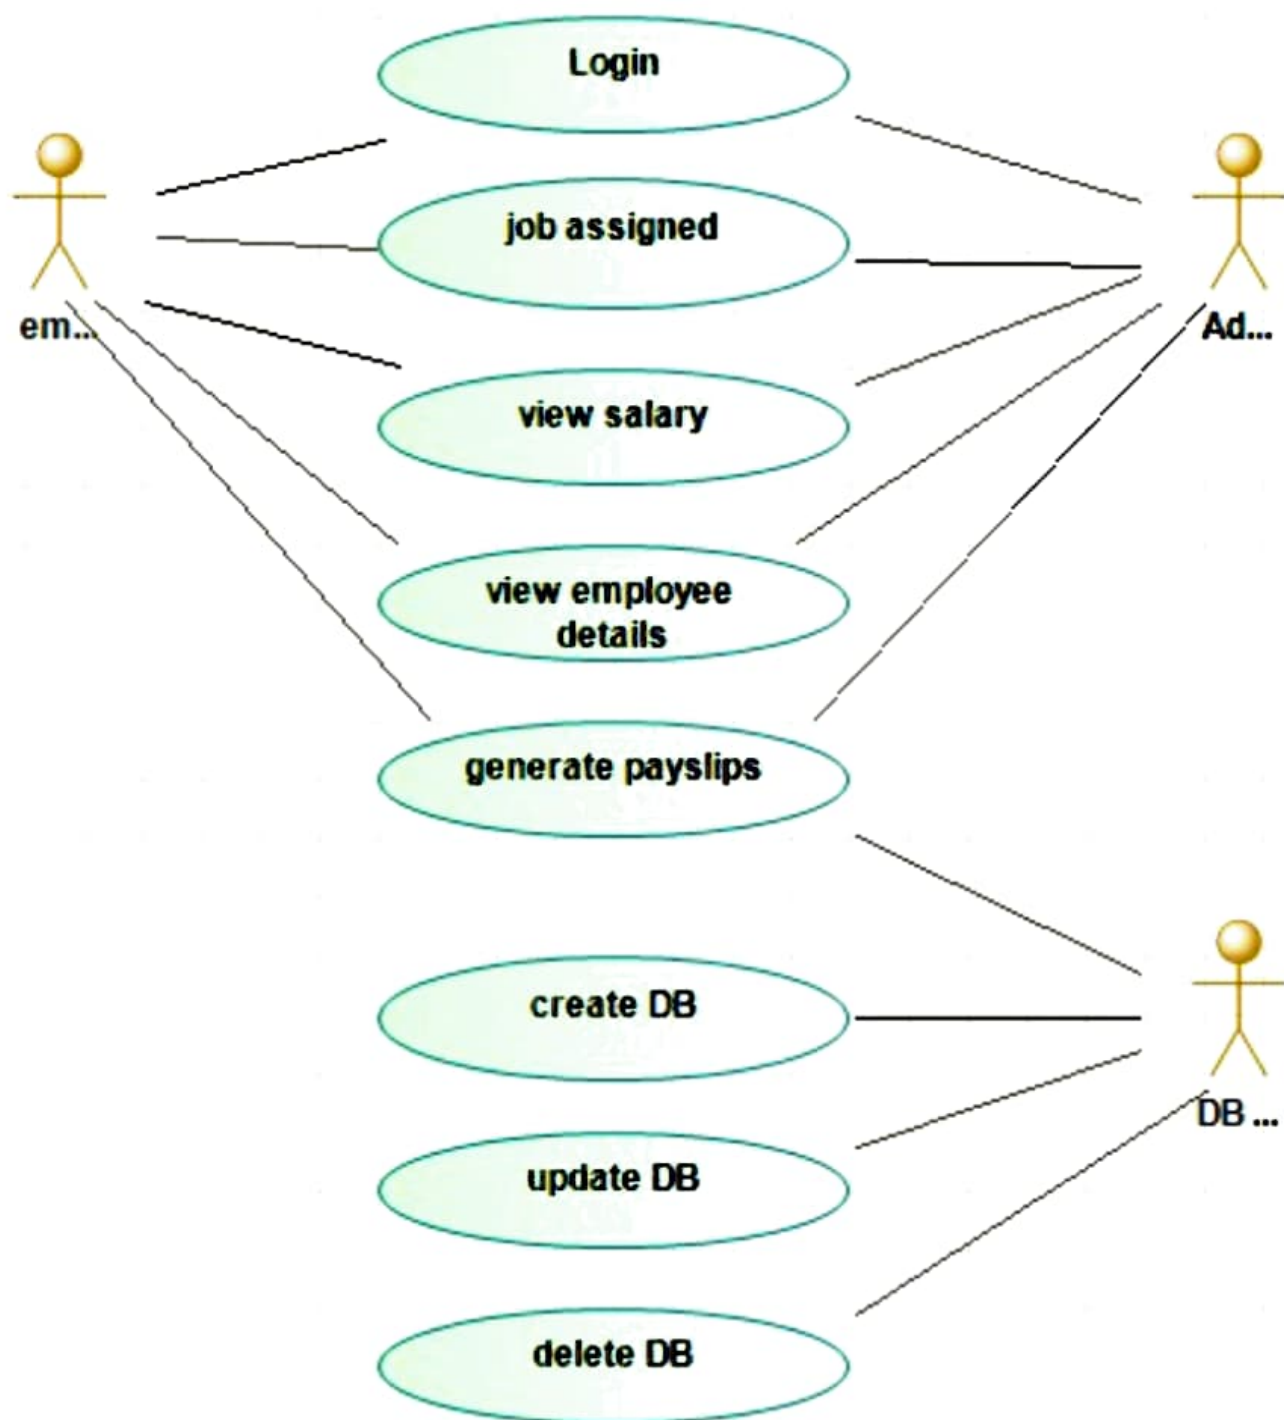 Login
job assigned
em...
Ad...
view salary
view employee
details
generate payslips
create DB
DB ...
update DB
delete DB